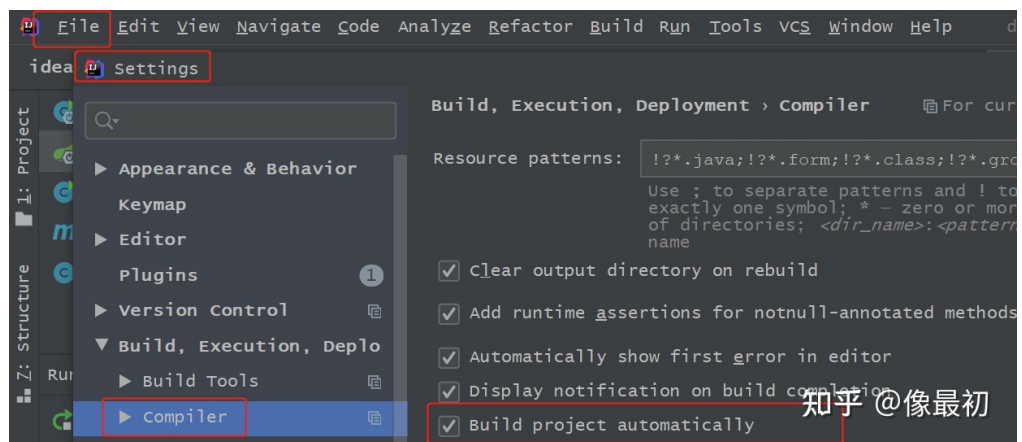 File Edit View Navigate Code Analyze Refactor Build Run Tools VCS Window Help
idea Settings
Build, Execution, Deployment › Compiler For cur
Resource patterns: !?*.java;!?*.form;!?*.class;!?*.gro
Use ; to separate patterns and ! to
exactly one symbol; * — zero or mor
of directories; <dir_name>:<pattern
name
1: Project
Appearance & Behavior
Keymap
Editor
Plugins 1
Version Control
Build, Execution, Deplo
Build Tools
Compiler
Z: Structure
Run
Clear output directory on rebuild
Add runtime assertions for notnull-annotated methods
Automatically show first error in editor
Display notification on build completion
Build project automatically
知乎 @像最初